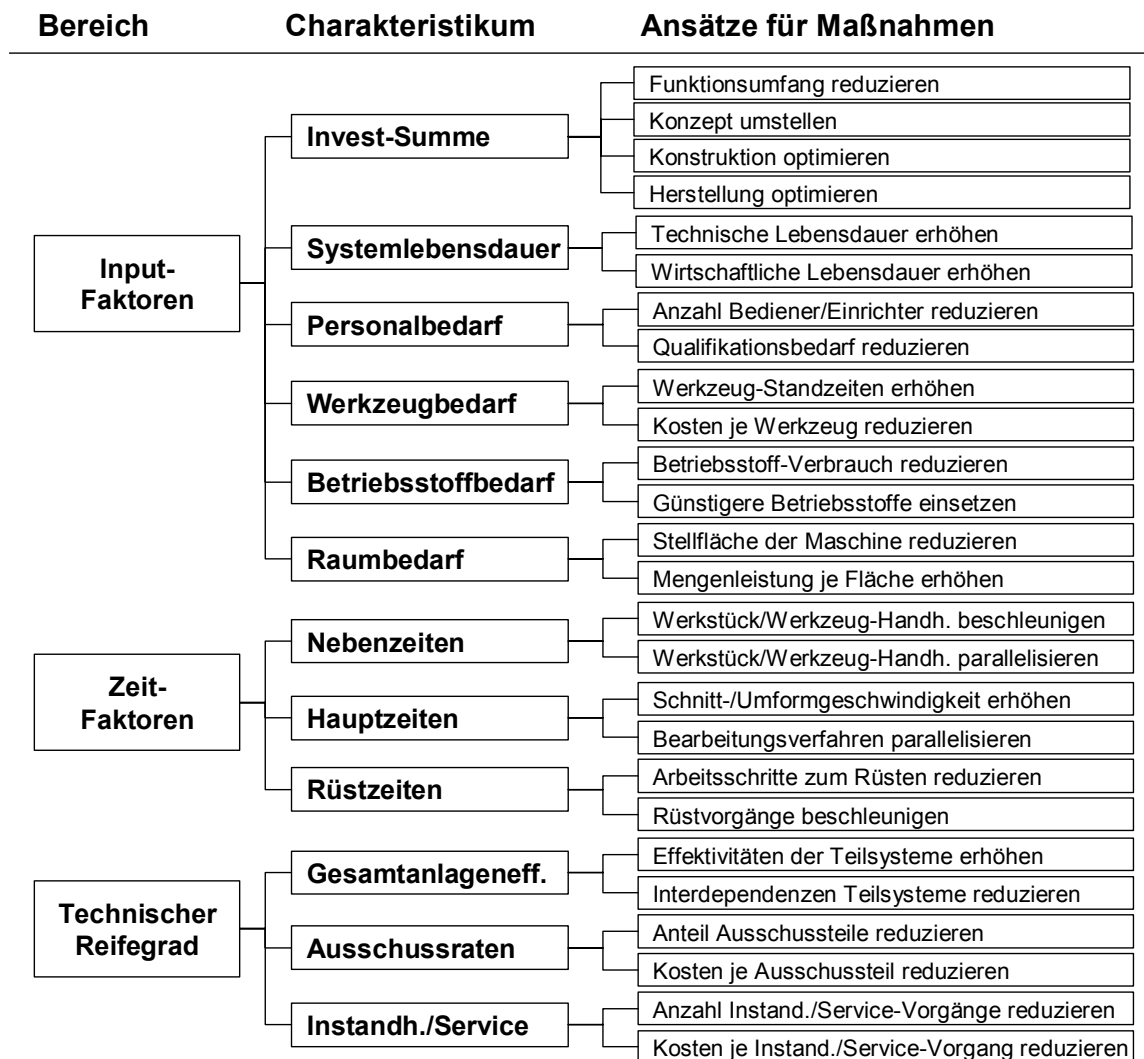 Bereich Charakteristikum Ansätze für Maßnahmen
Input-
Faktoren
Invest-Summe
Funktionsumfang reduzieren
Konzept umstellen
Konstruktion optimieren
Herstellung optimieren
Systemlebensdauer
Technische Lebensdauer erhöhen
Wirtschaftliche Lebensdauer erhöhen
Personalbedarf
Anzahl Bediener/Einrichter reduzieren
Qualifikationsbedarf reduzieren
Werkzeugbedarf
Werkzeug-Standzeiten erhöhen
Kosten je Werkzeug reduzieren
Betriebsstoffbedarf
Betriebsstoff-Verbrauch reduzieren
Günstigere Betriebsstoffe einsetzen
Raumbedarf
Stellfläche der Maschine reduzieren
Mengenleistung je Fläche erhöhen
Zeit-
Faktoren
Nebenzeiten
Werkstück/Werkzeug-Handh. beschleunigen
Werkstück/Werkzeug-Handh. parallelisieren
Hauptzeiten
Schnitt-/Umformgeschwindigkeit erhöhen
Bearbeitungsverfahren parallelisieren
Rüstzeiten
Arbeitsschritte zum Rüsten reduzieren
Rüstvorgänge beschleunigen
Technischer
Reifegrad
Gesamtanlageneff.
Effektivitäten der Teilsysteme erhöhen
Interdependenzen Teilsysteme reduzieren
Ausschussraten
Anteil Ausschussteile reduzieren
Kosten je Ausschussteil reduzieren
Instandh./Service
Anzahl Instand./Service-Vorgänge reduzieren
Kosten je Instand./Service-Vorgang reduzieren